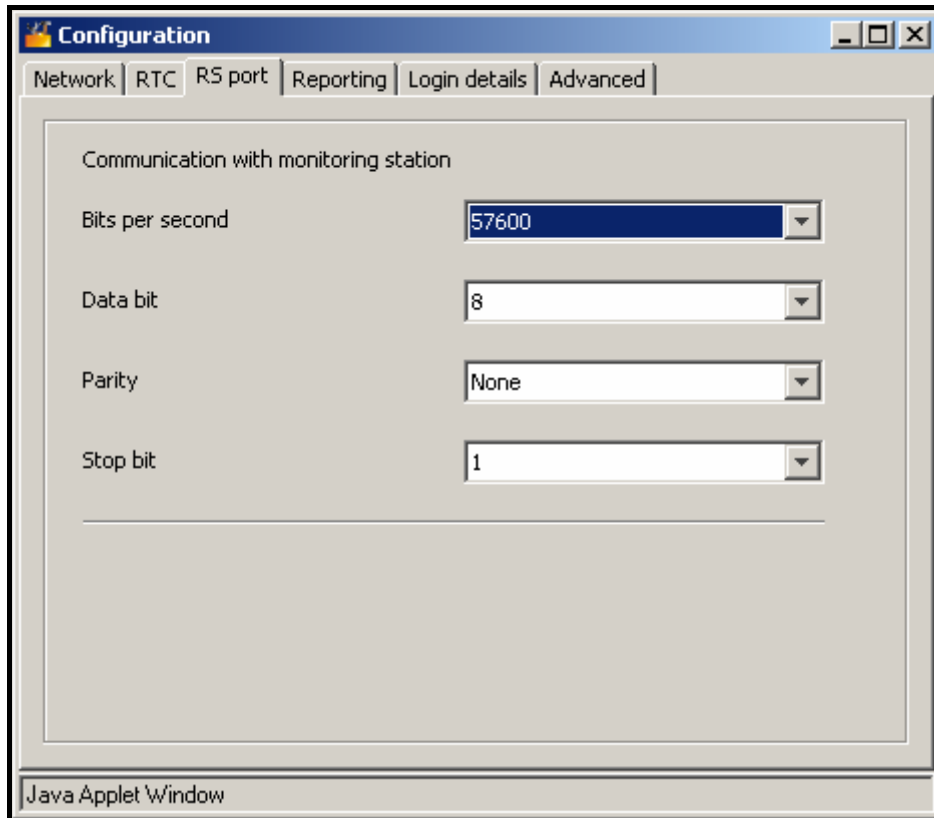 Configuration
Network RTC RS port Reporting Login details Advanced
Communication with monitoring station
Bits per second 57600
Data bit 8
Parity None
Stop bit 1
Java Applet Window